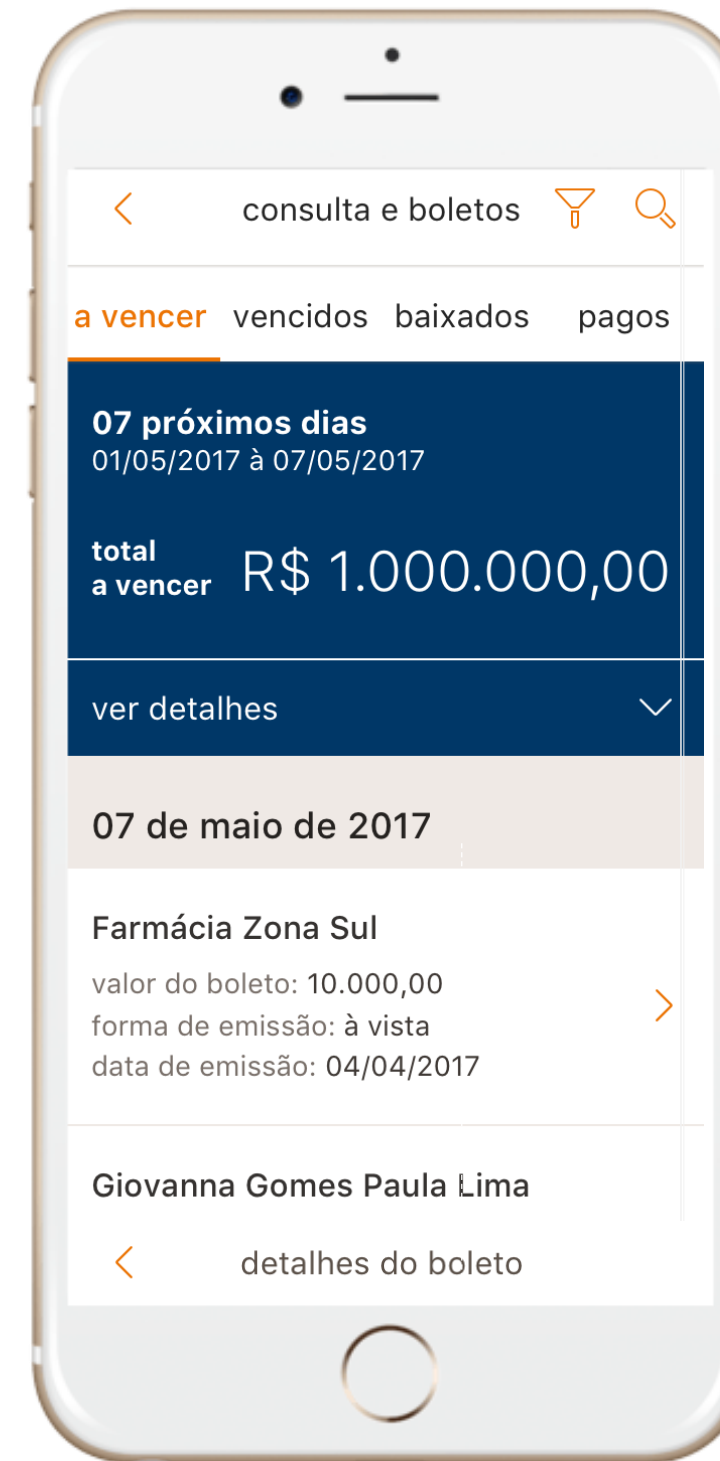 consulta e boletos
a vencer vencidos baixados pagos
07 próximos dias
01/05/2017 à 07/05/2017
total
a vencer R$ 1.000.000,00
ver detalhes
07 de maio de 2017
Farmácia Zona Sul
valor do boleto: 10.000,00
forma de emissão: à vista
data de emissão: 04/04/2017
Giovanna Gomes Paula Lima
detalhes do boleto